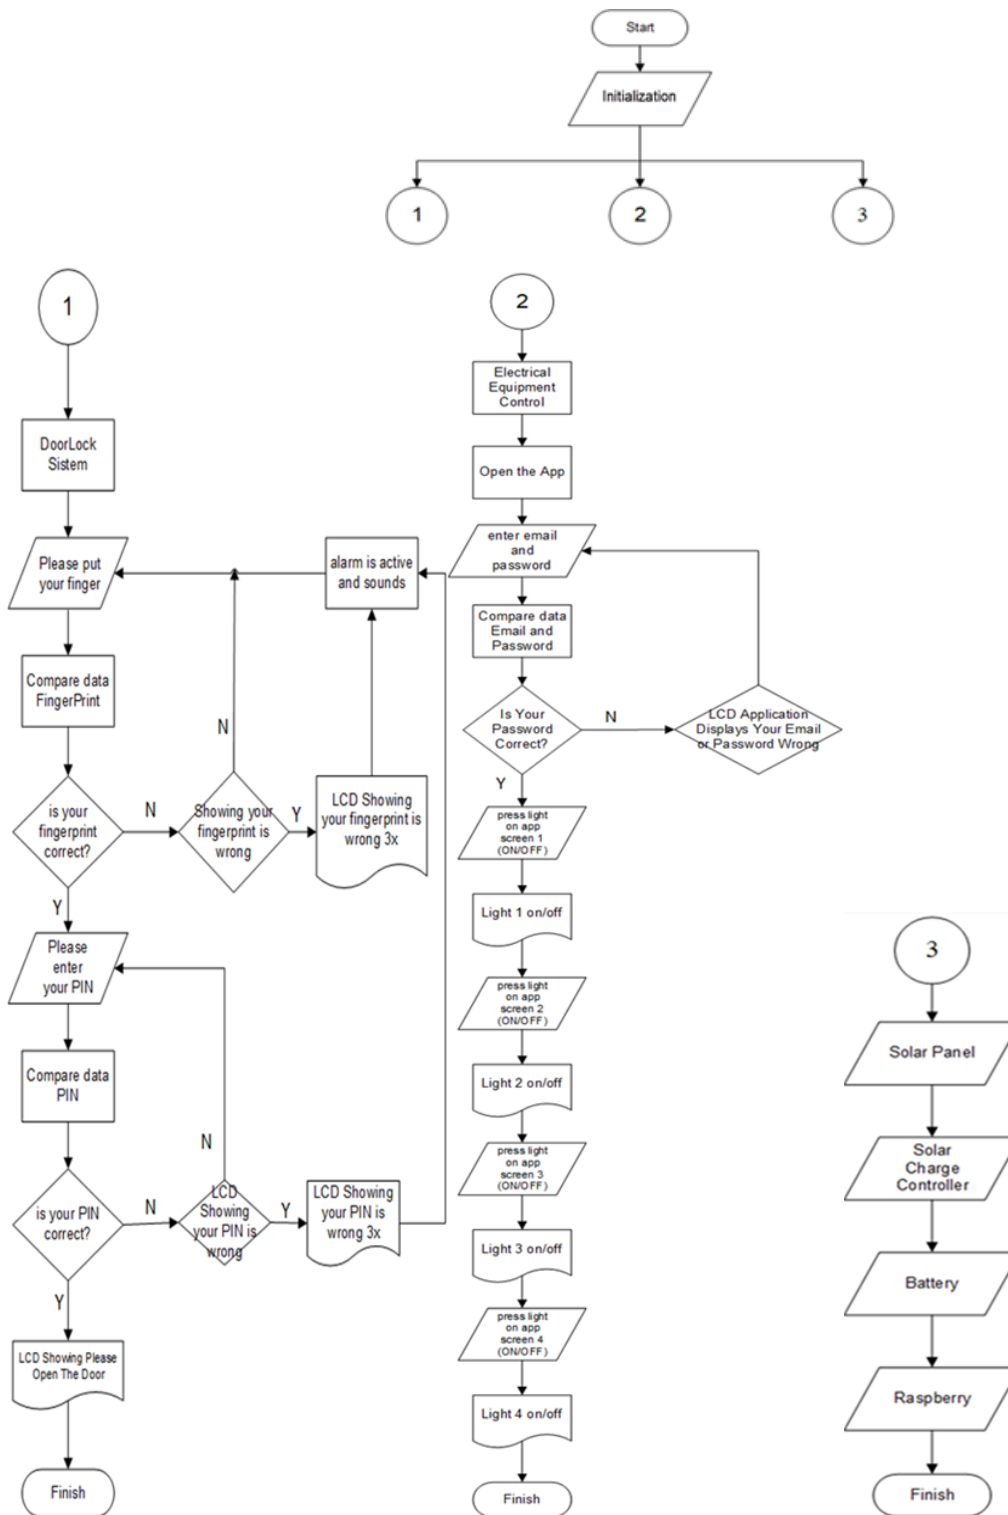 Start
Initialization
1
2
3
1
DoorLock
Sistem
Please put
your finger
alarm is active
and sounds
Compare data
FingerPrint
N
is your
fingerprint
correct?
N
Showing your
fingerprint is
wrong
Y
LCD Showing
your fingerprint is
wrong 3x
Y
Please
enter
your PIN
Compare data
PIN
N
is your PIN
correct?
N
LCD
Showing
your PIN is
wrong
Y
LCD Showing
your PIN is
wrong 3x
Y
LCD Showing Please
Open The Door
Finish
2
Electrical
Equipment
Control
Open the App
enter email
and
password
Compare data
Email and
Password
Is Your
Password
Correct?
N
LCD Application
Displays Your Email
or Password Wrong
Y
press light
on app
screen 1
(ON/OFF)
Light 1 on/off
press light
on app
screen 2
(ON/OFF)
Light 2 on/off
press light
on app
screen 3
(ON/OFF)
Light 3 on/off
press light
on app
screen 4
(ON/OFF)
Light 4 on/off
Finish
3
Solar Panel
Solar
Charge
Controller
Battery
Raspberry
Finish